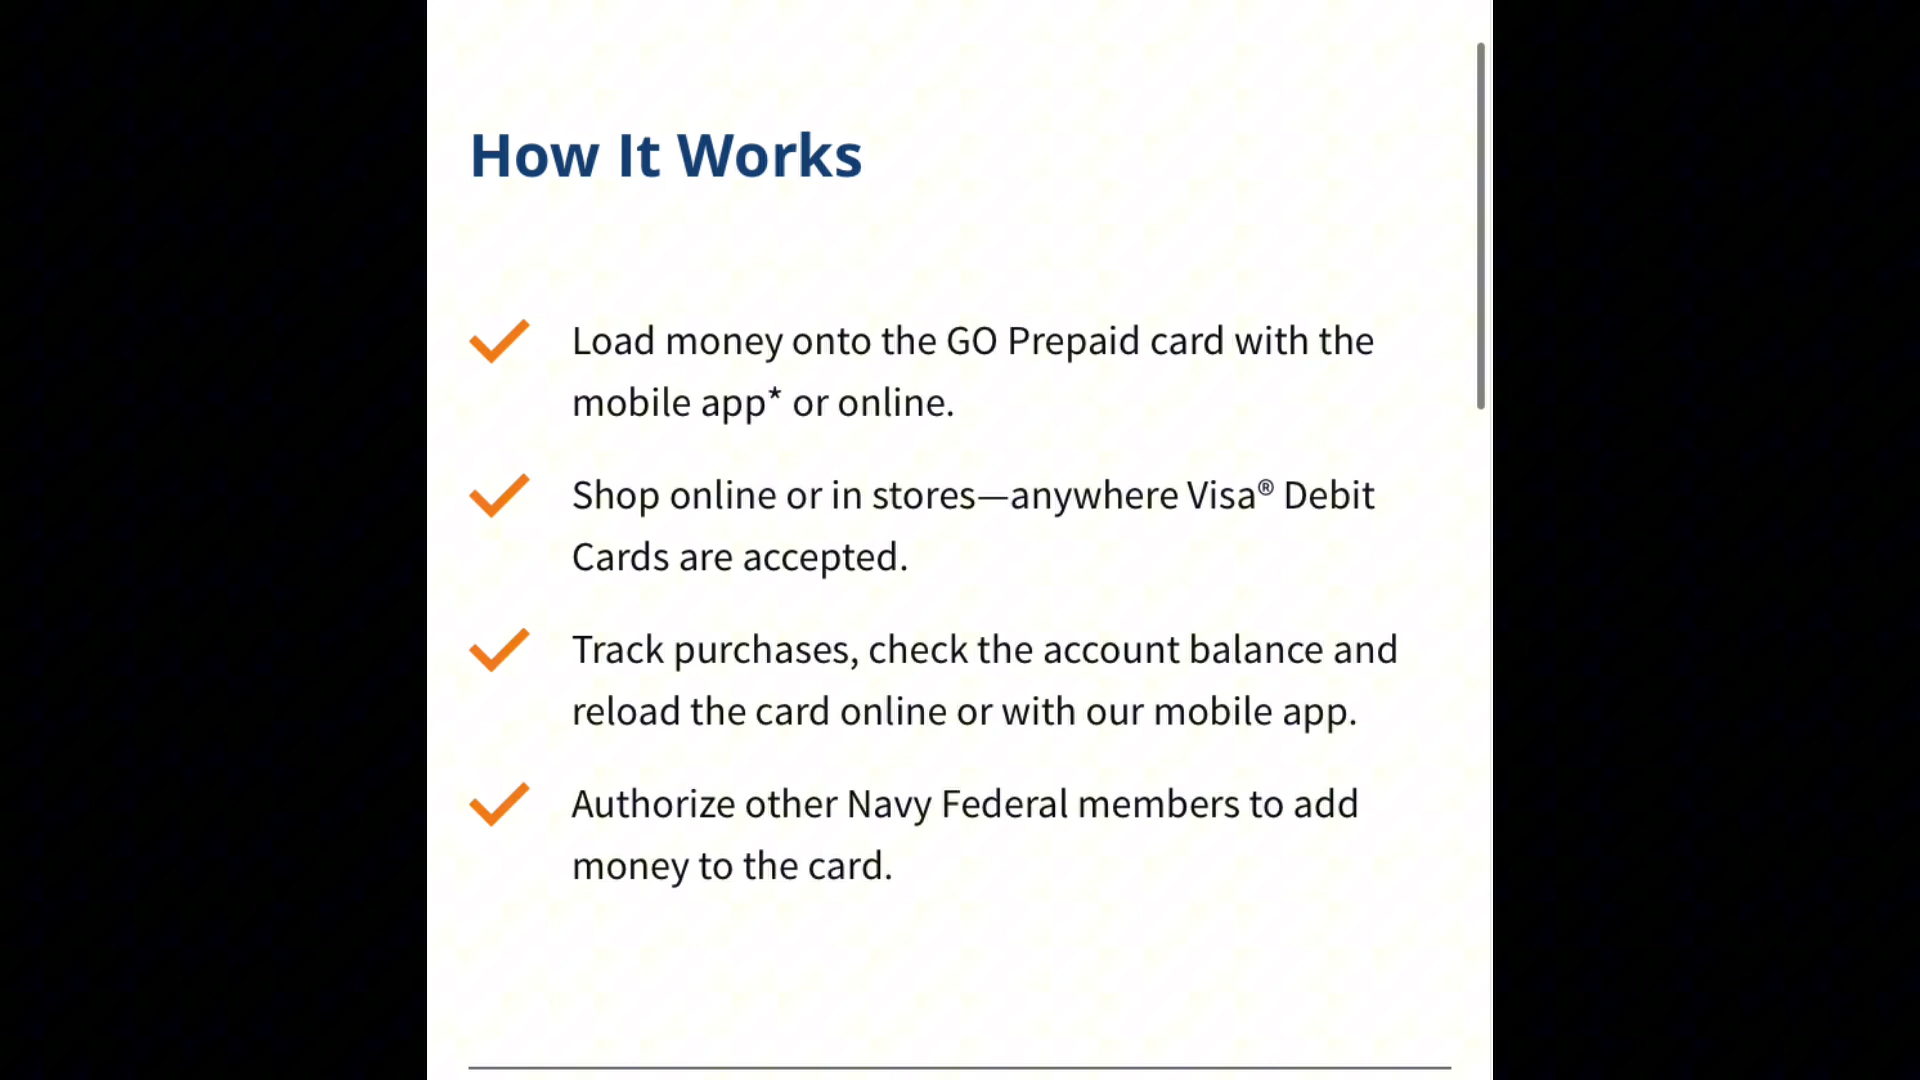 How It Works
Load money onto the GO Prepaid card with the
mobile app* or online.
Shop online or in stores—anywhere Visa® Debit
Cards are accepted.
Track purchases, check the account balance and
reload the card online or with our mobile app.
Authorize other Navy Federal members to add
money to the card.